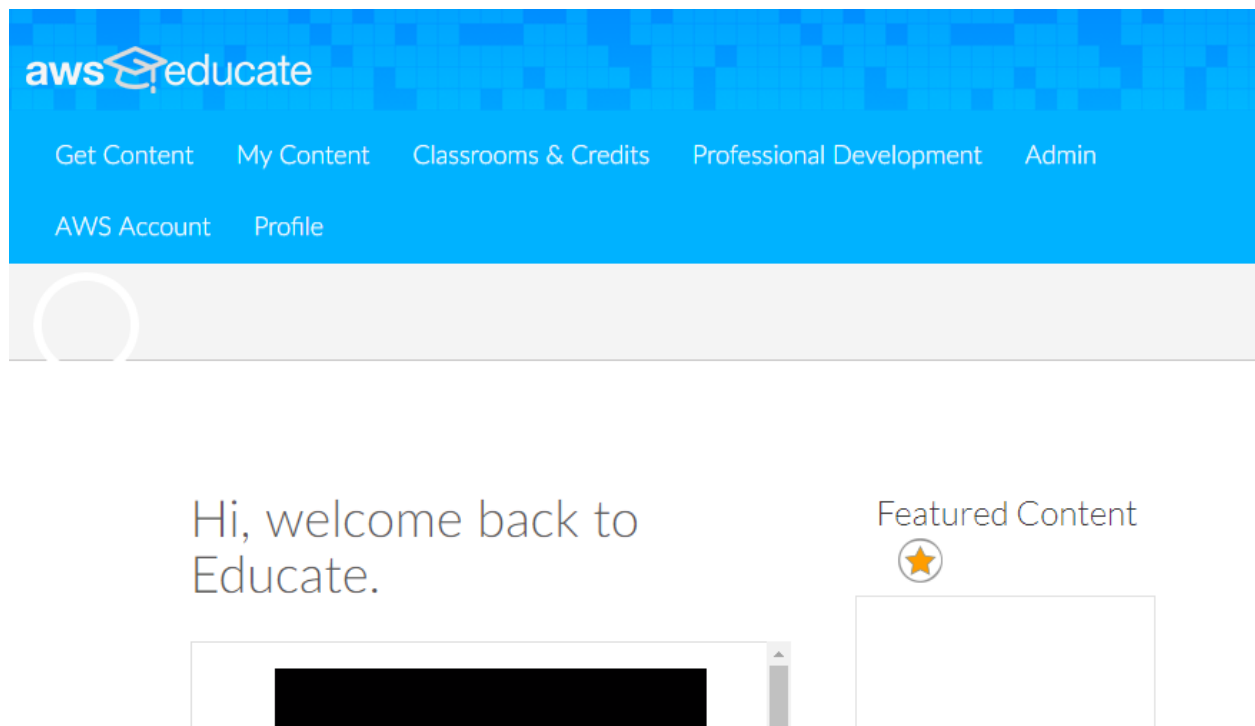 aws educate
Get Content My Content Classrooms & Credits Professional Development Admin
AWS Account Profile
Hi, welcome back to
Educate.
Featured Content